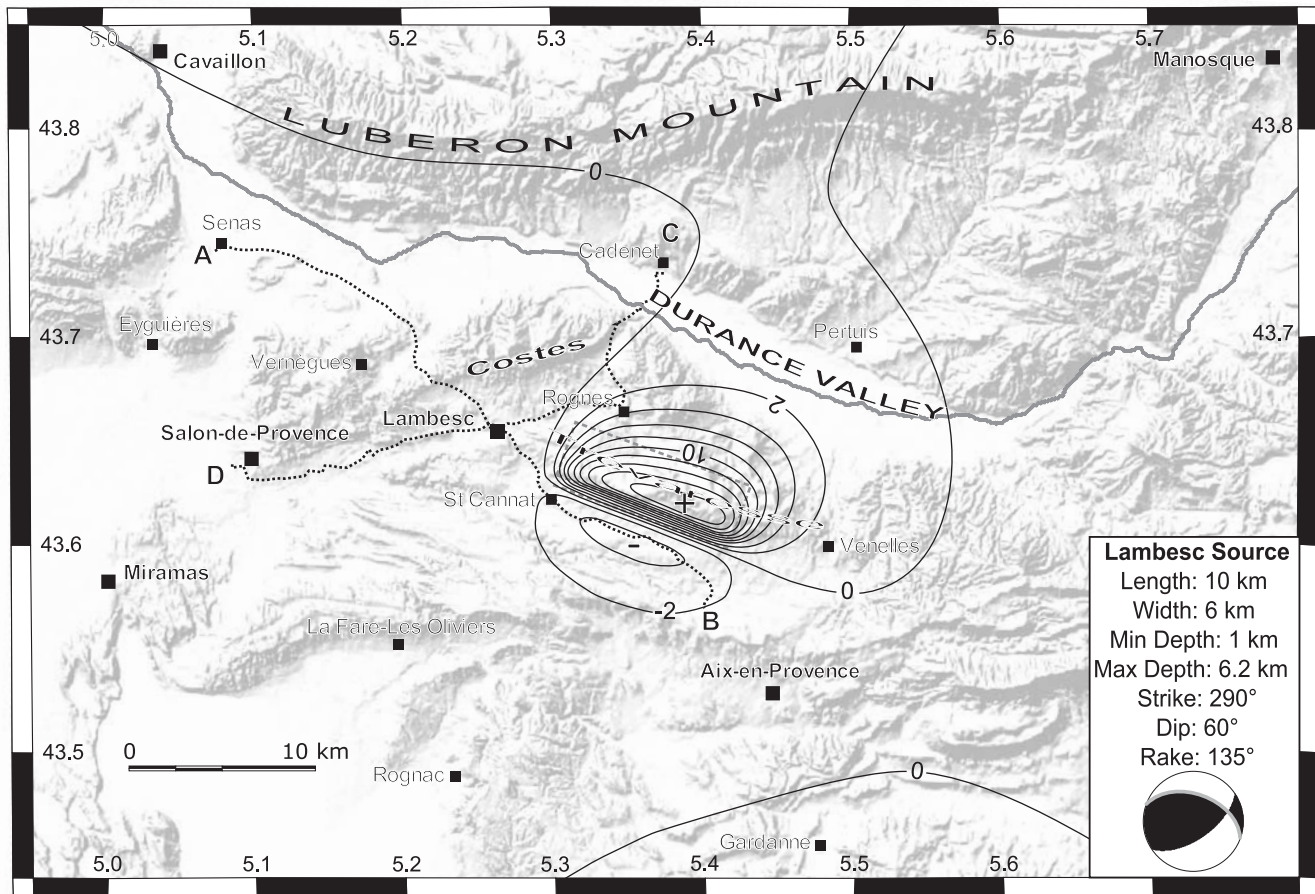 5.0 5.1 5.2 5.3 5.4 5.5 5.6 5.7
Cavaillon
Manosque
LUBERON MOUNTAIN
43.8 43.8
0
Senas
A
C
Cadenet
DURANCE VALLEY
Eyguières
43.7 43.7
Pertuis
Vernègues
Costes
Rognes
2
Lambesc
Salon-de-Provence
10
D
St Cannat
+
Venelles
43.6
-
Miramas
0
-2
B
La Fare-Les Oliviers
Aix-en-Provence
Lambesc Source
Length: 10 km
Width: 6 km
Min Depth: 1 km
Max Depth: 6.2 km
Strike: 290°
Dip: 60°
Rake: 135°
43.5
0 10 km
Rognac
0
Gardanne
5.0 5.1 5.2 5.3 5.4 5.5 5.6